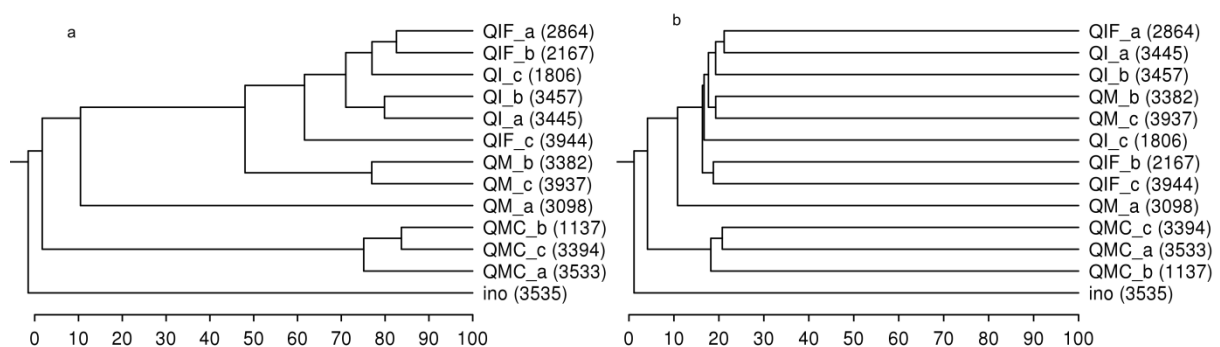 a
QIF_a (2864)
QIF_b (2167)
QI_c (1806)
QI_b (3457)
QI_a (3445)
QIF_c (3944)
QM_b (3382)
QM_c (3937)
QM_a (3098)
QMC_b (1137)
QMC_c (3394)
QMC_a (3533)
ino (3535)
0 10 20 30 40 50 60 70 80 90 100
b
QIF_a (2864)
QI_a (3445)
QI_b (3457)
QM_b (3382)
QM_c (3937)
QI_c (1806)
QIF_b (2167)
QIF_c (3944)
QM_a (3098)
QMC_c (3394)
QMC_a (3533)
QMC_b (1137)
ino (3535)
0 10 20 30 40 50 60 70 80 90 100